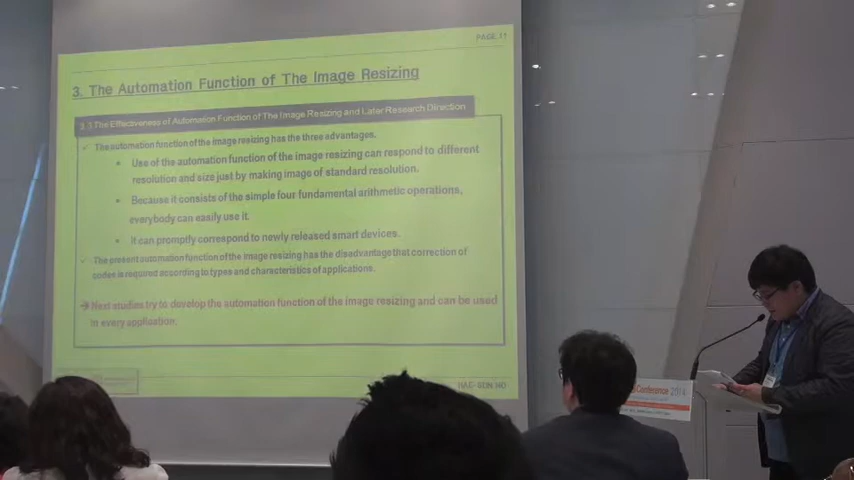 PAGE 11
3. The Automation Function of The Image Resizing
3.3 The Effectiveness of Automation Function of The Image Resizing and Later Research Direction
✓ The automation function of the image resizing has the three advantages.
• Use of the automation function of the image resizing can respond to different
resolution and size just by making image of standard resolution.
• Because it consists of the simple four fundamental arithmetic operations,
everybody can easily use it.
• It can promptly correspond to newly released smart devices.
✓ The present automation function of the image resizing has the disadvantage that correction of
codes is required according to types and characteristics of applications.
→ Next studies try to develop the automation function of the image resizing and can be used
in every application.
HAE-SUN NO
Conference 2014